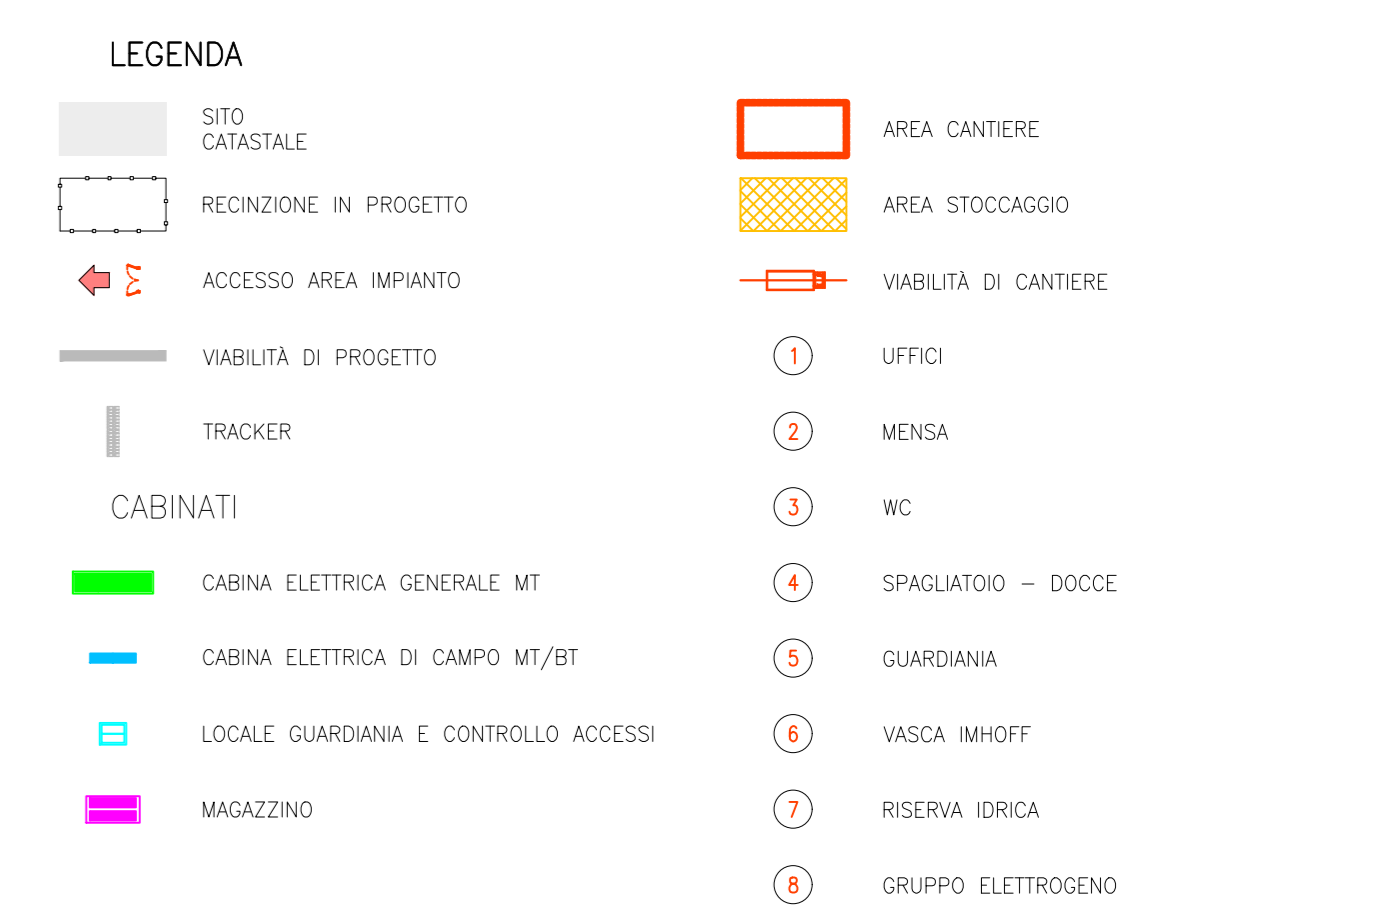 LEGENDA
SITO
CATASTALE
RECINZIONE IN PROGETTO
ACCESSO AREA IMPIANTO
VIABILITÀ DI PROGETTO
TRACKER
CABINATI
CABINA ELETTRICA GENERALE MT
CABINA ELETTRICA DI CAMPO MT/BT
LOCALE GUARDIANIA E CONTROLLO ACCESSI
MAGAZZINO
AREA CANTIERE
AREA STOCCAGGIO
VIABILITÀ DI CANTIERE
1 UFFICI
2 MENSA
3 WC
4 SPAGLIATOIO – DOCCE
5 GUARDIANIA
6 VASCA IMHOFF
7 RISERVA IDRICA
8 GRUPPO ELETTROGENO